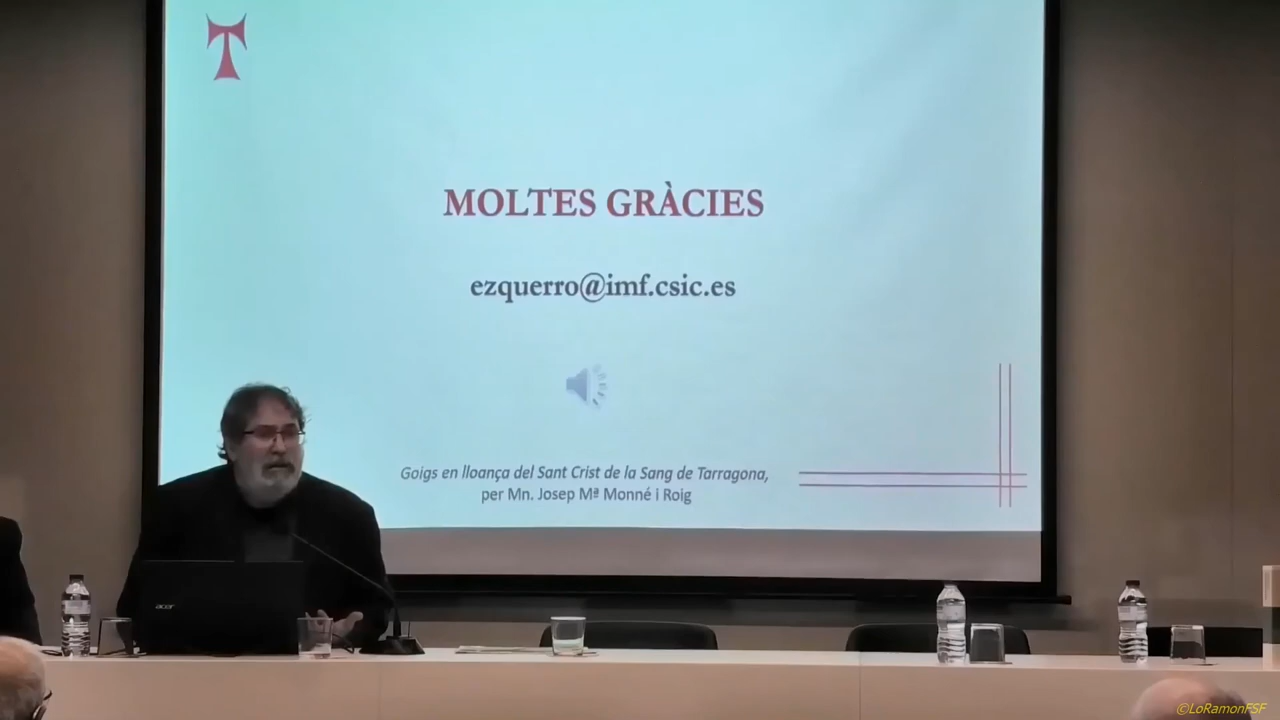 MOLTES GRÀCIES
ezquerro@imf.csic.es
Goigs en lloança del Sant Crist de la Sang de Tarragona,
per Mn. Josep Mª Monné i Roig
acer
©LoRamonFSF